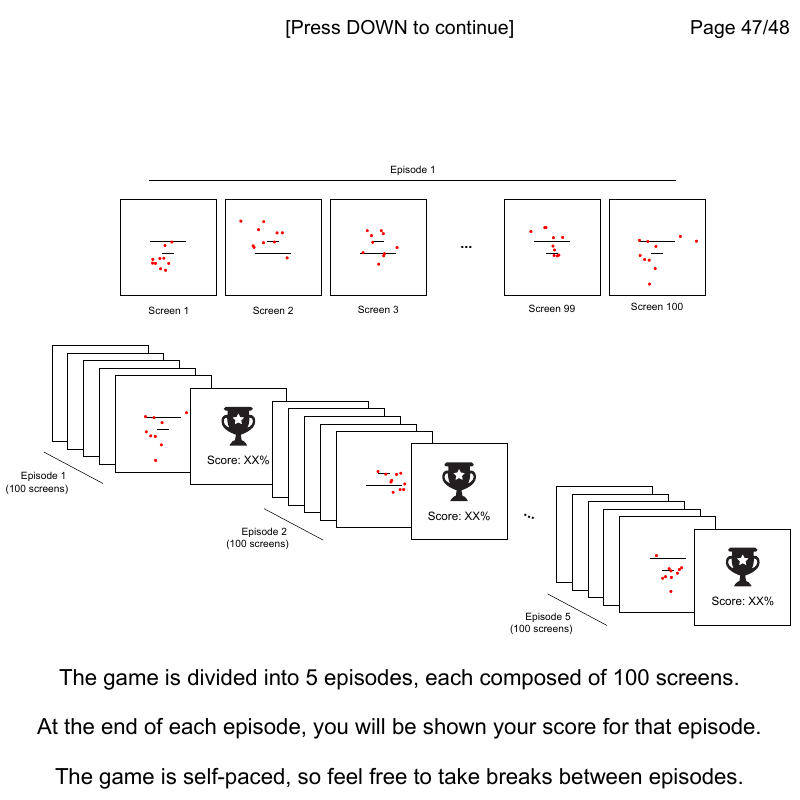 [Press DOWN to continue]
Page 47/48
Episode 1
...
Screen 1
Screen 2
Screen 3
Screen 99
Screen 100
Score: XX%
Episode 1
(100 screens)
Score: XX%
Episode 2
(100 screens)
...
Score: XX%
Episode 5
(100 screens)
The game is divided into 5 episodes, each composed of 100 screens.
At the end of each episode, you will be shown your score for that episode.
The game is self-paced, so feel free to take breaks between episodes.